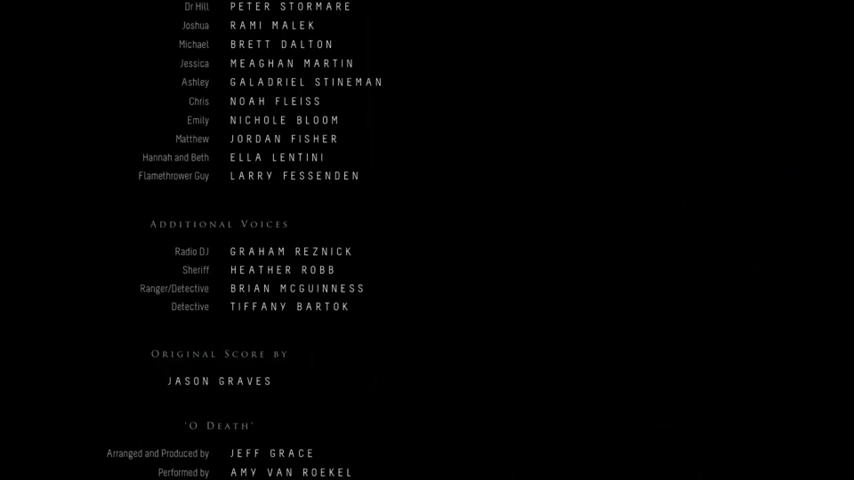 Dr Hill PETER STORMARE
Joshua RAMI MALEK
Michael BRETT DALTON
Jessica MEAGHAN MARTIN
Ashley GALADRIEL STINEMAN
Chris NOAH FLEISS
Emily NICHOLE BLOOM
Matthew JORDAN FISHER
Hannah and Beth ELLA LENTINI
Flamethrower Guy LARRY FESSENDEN
ADDITIONAL VOICES
Radio DJ GRAHAM REZNICK
Sheriff HEATHER ROBB
Ranger/Detective BRIAN MCGUINNESS
Detective TIFFANY BARTOK
ORIGINAL SCORE BY
JASON GRAVES
'O DEATH'
Arranged and Produced by JEFF GRACE
Performed by AMY VAN ROEKEL